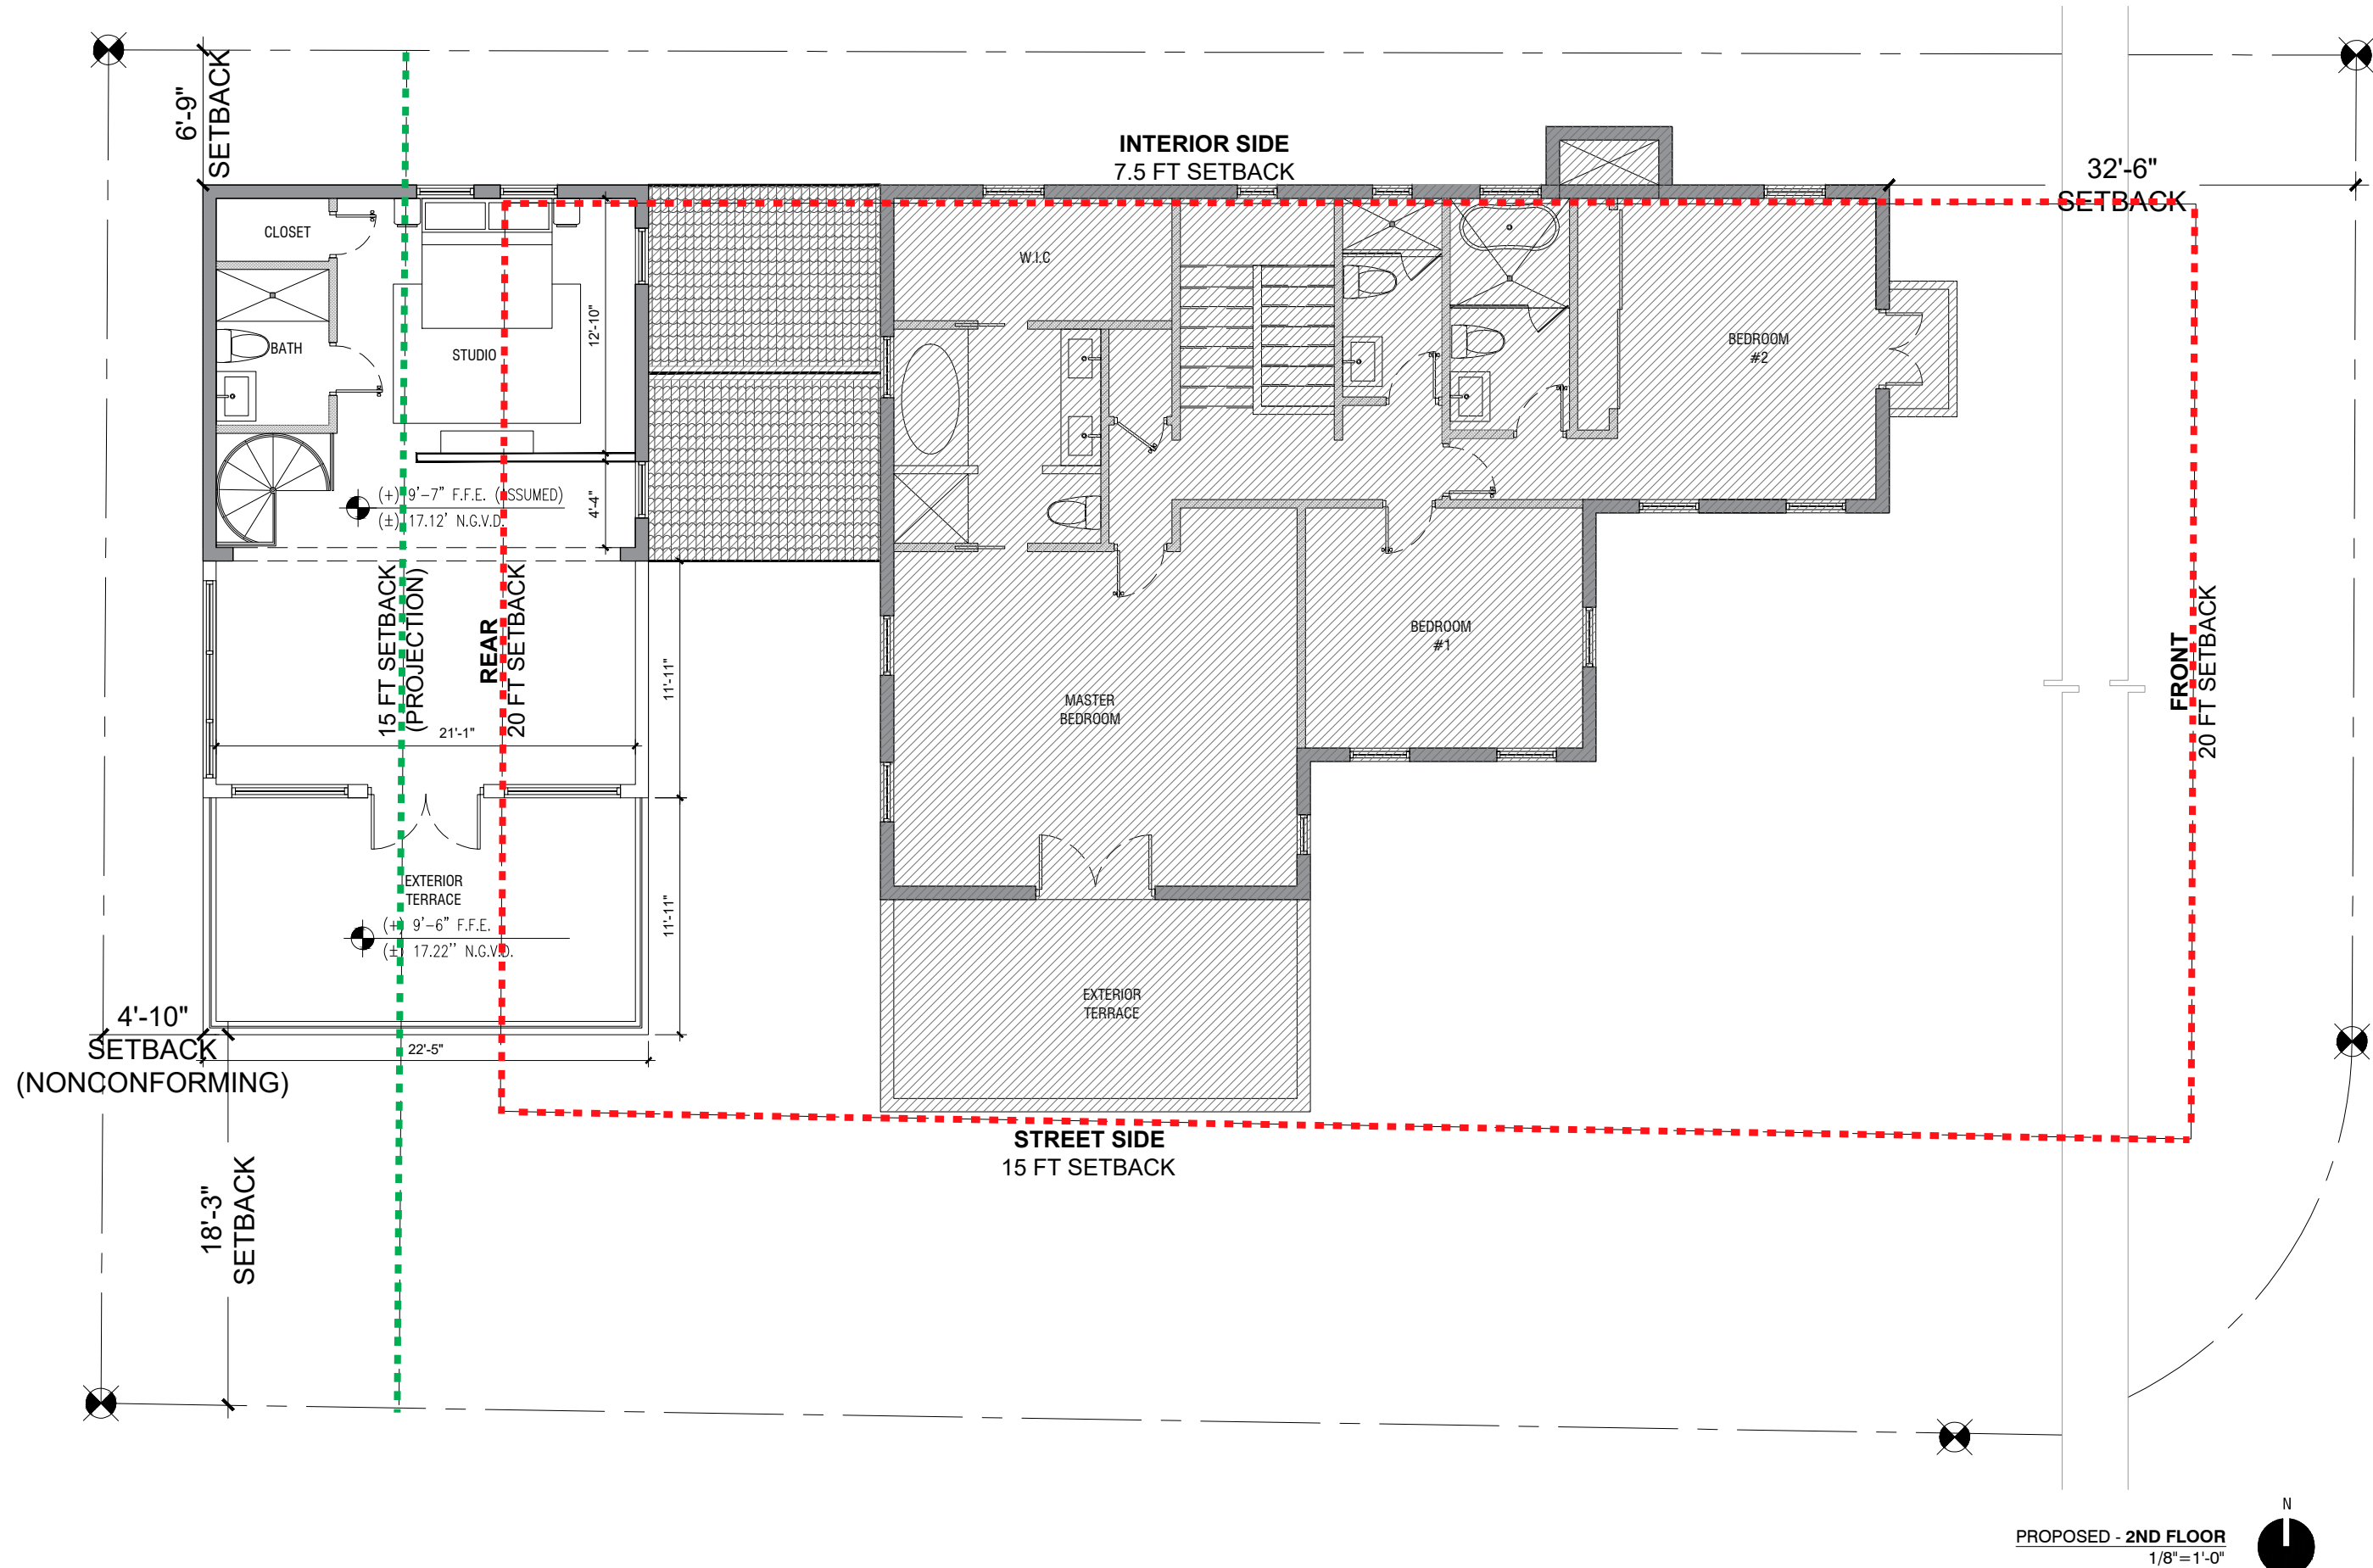 6'-9"
SETBACK
INTERIOR SIDE
7.5 FT SETBACK
32'-6"
SETBACK
CLOSET
BATH
STUDIO
12'-10"
4'-4"
(+) 9'-7" F.F.E. (ASSUMED)
(±) 17.12' N.G.V.D.
W.I.C
BEDROOM
#2
15 FT SETBACK
(PROJECTION)
REAR
20 FT SETBACK
11'-11"
21'-1"
MASTER
BEDROOM
BEDROOM
#1
FRONT
20 FT SETBACK
EXTERIOR
TERRACE
(+) 9'-6" F.F.E.
(±) 17.22'' N.G.V.D.
11'-11"
EXTERIOR
TERRACE
4'-10"
SETBACK
(NONCONFORMING)
22'-5"
STREET SIDE
15 FT SETBACK
18'-3"
SETBACK
N
PROPOSED - 2ND FLOOR
1/8"=1'-0"